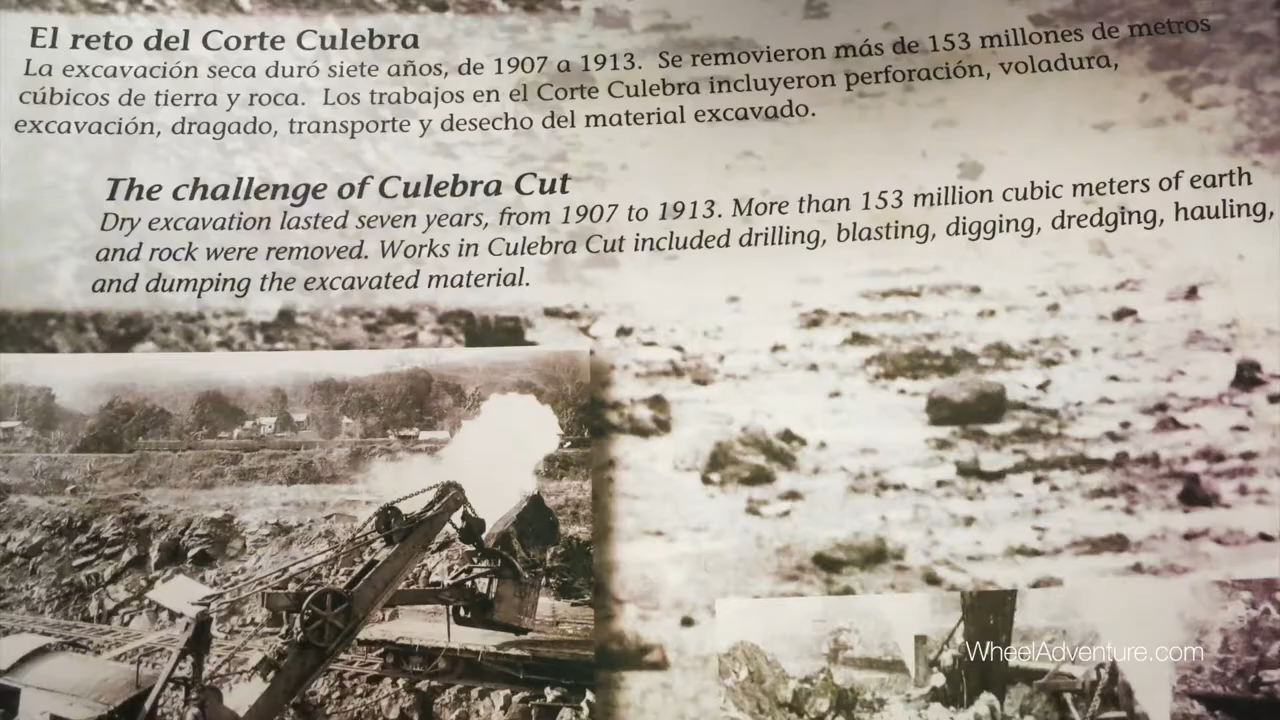 El reto del Corte Culebra
La excavación seca duró siete años, de 1907 a 1913. Se removieron más de 153 millones de metros
cúbicos de tierra y roca. Los trabajos en el Corte Culebra incluyeron perforación, voladura,
excavación, dragado, transporte y desecho del material excavado.
The challenge of Culebra Cut
Dry excavation lasted seven years, from 1907 to 1913. More than 153 million cubic meters of earth
and rock were removed. Works in Culebra Cut included drilling, blasting, digging, dredging, hauling,
and dumping the excavated material.
WheelAdventure.com